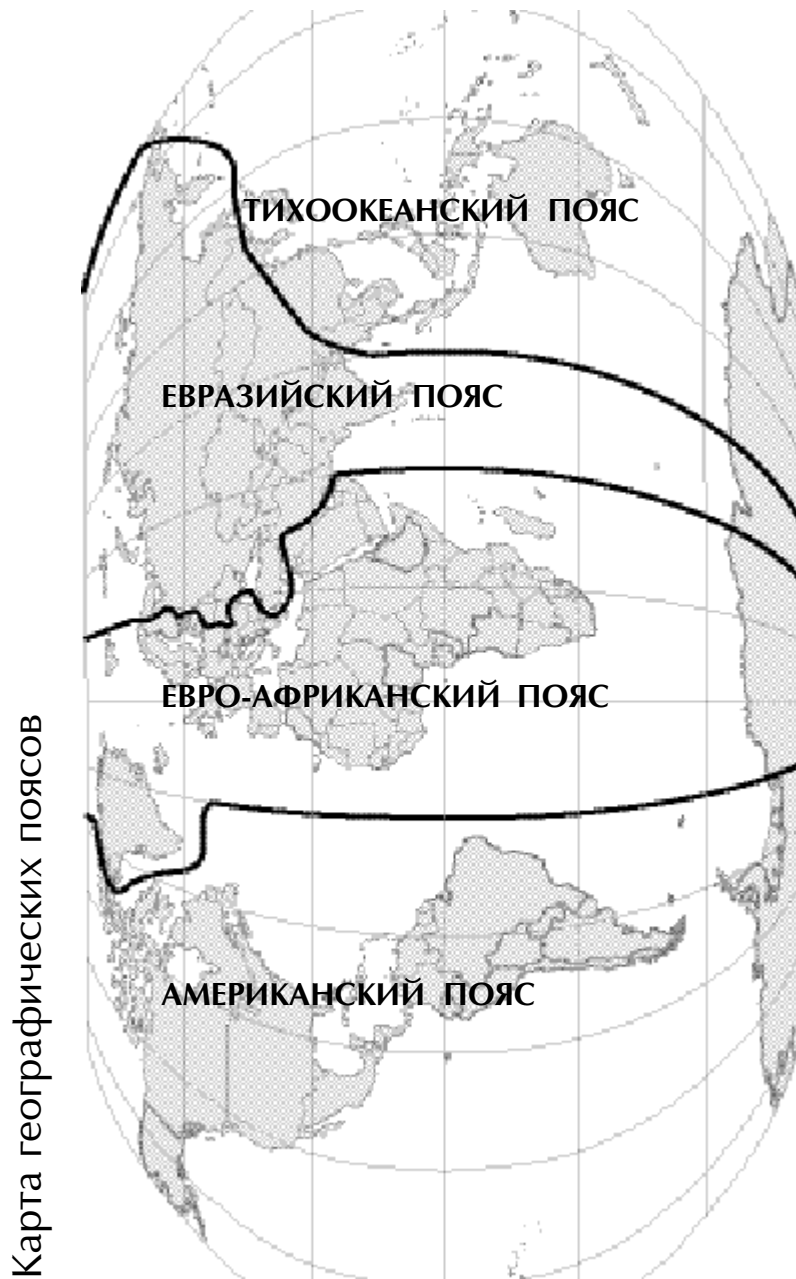 Карта географических поясов
ТИХООКЕАНСКИЙ ПОЯС
ЕВРАЗИЙСКИЙ ПОЯС
ЕВРО-АФРИКАНСКИЙ ПОЯС
АМЕРИКАНСКИЙ ПОЯС